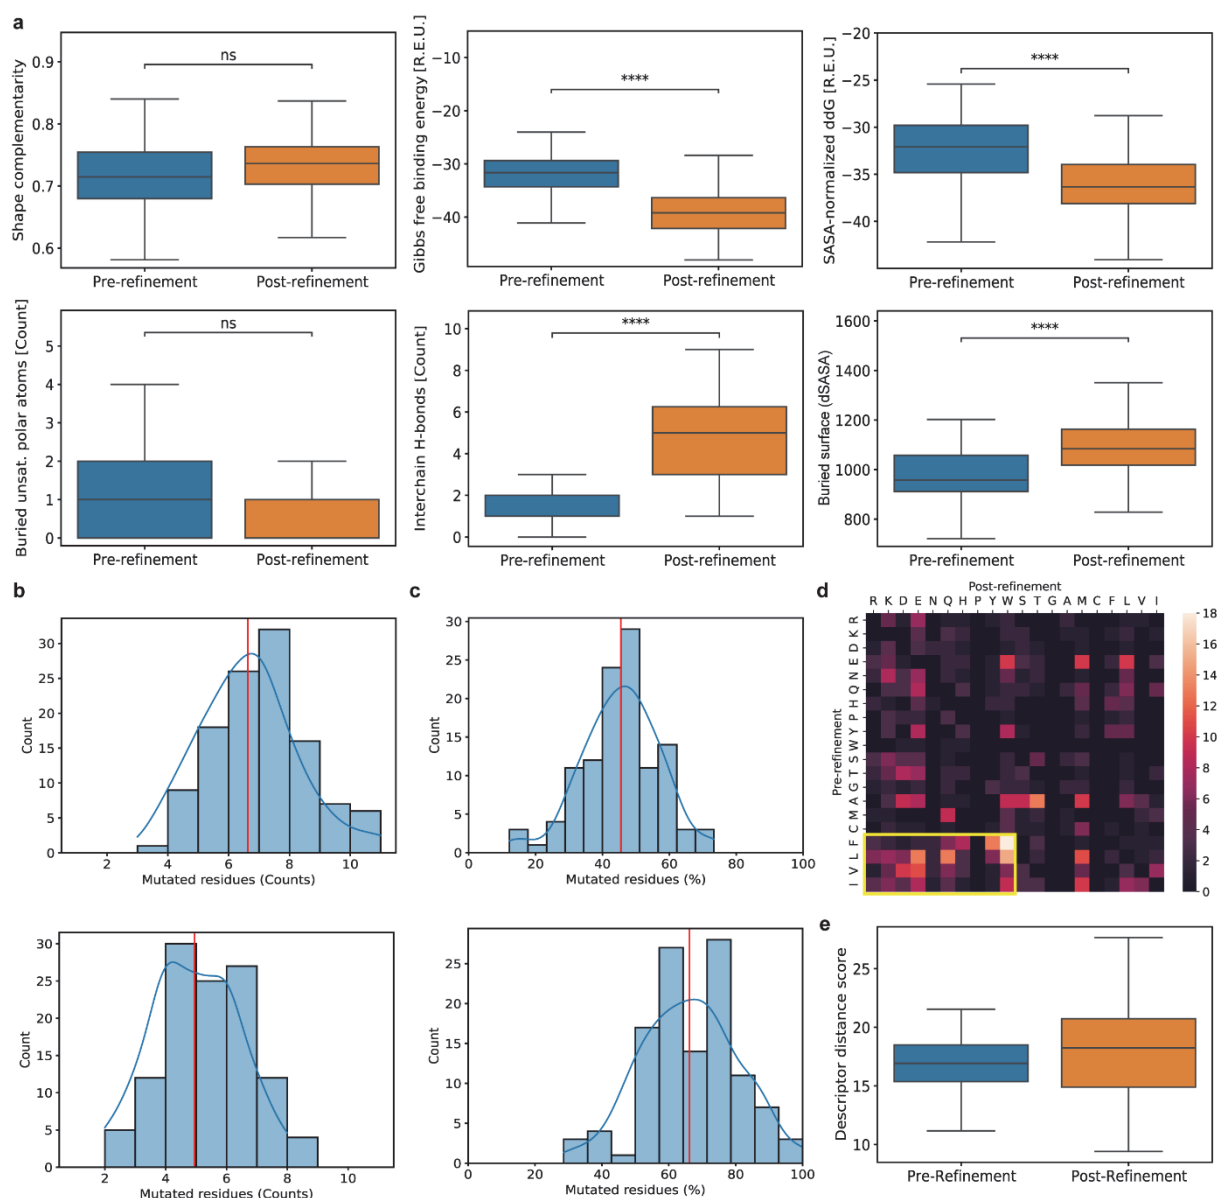 a
Shape complementarity
0.9
0.8
0.7
0.6
ns
Pre-refinement Post-refinement
Gibbs free binding energy [R.E.U.]
−10
−20
−30
−40
****
Pre-refinement Post-refinement
SASA-normalized ddG [R.E.U.]
−20
−25
−30
−35
−40
****
Pre-refinement Post-refinement
Buried unsat. polar atoms [Count]
5
4
3
2
1
0
ns
Pre-refinement Post-refinement
Interchain H-bonds [Count]
10
8
6
4
2
0
****
Pre-refinement Post-refinement
Buried surface (dSASA)
1600
1400
1200
1000
800
****
Pre-refinement Post-refinement
b
Count
30
25
20
15
10
5
0
2 4 6 8 10
Mutated residues (Counts)
Count
30
25
20
15
10
5
0
2 4 6 8 10
Mutated residues (Counts)
c
Count
30
25
20
15
10
5
0
0 20 40 60 80 100
Mutated residues (%)
Count
25
20
15
10
5
0
0 20 40 60 80 100
Mutated residues (%)
d
Post-refinement
R K D E N Q H P Y W S T G A M C F L V I
Pre-refinement
R
K
D
E
N
Q
H
P
Y
W
S
T
G
A
M
C
F
L
V
I
18
16
14
12
10
8
6
4
2
0
e
Descriptor distance score
25
20
15
10
Pre-Refinement Post-Refinement